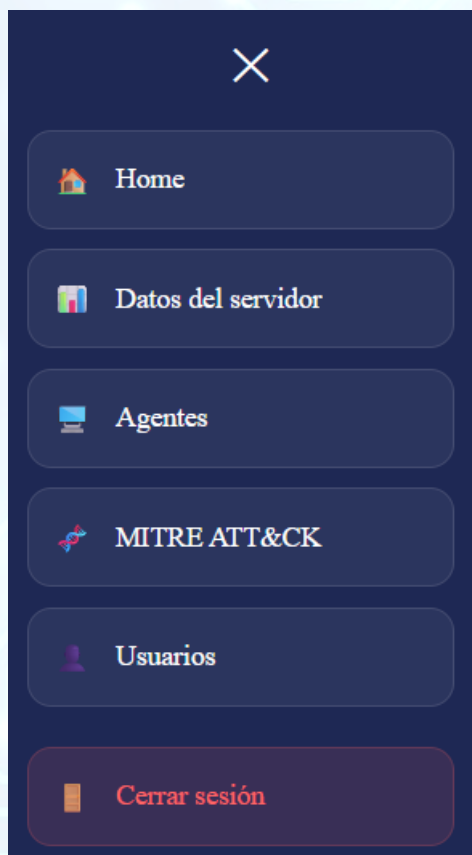 Home
Datos del servidor
Agentes
MITRE ATT&CK
Usuarios
Cerrar sesión